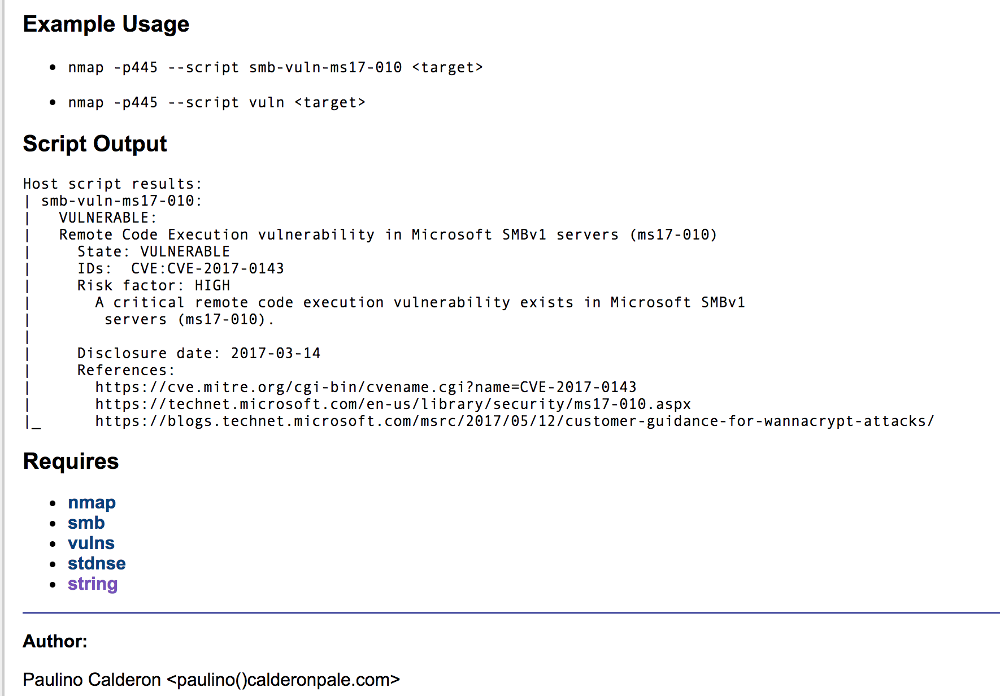 Example Usage
• nmap -p445 --script smb-vuln-ms17-010 <target>
• nmap -p445 --script vuln <target>
Script Output
Host script results:
| smb-vuln-ms17-010:
|   VULNERABLE:
|   Remote Code Execution vulnerability in Microsoft SMBv1 servers (ms17-010)
|     State: VULNERABLE
|     IDs:  CVE:CVE-2017-0143
|     Risk factor: HIGH
|       A critical remote code execution vulnerability exists in Microsoft SMBv1
|        servers (ms17-010).
|
|     Disclosure date: 2017-03-14
|     References:
|       https://cve.mitre.org/cgi-bin/cvename.cgi?name=CVE-2017-0143
|       https://technet.microsoft.com/en-us/library/security/ms17-010.aspx
|_      https://blogs.technet.microsoft.com/msrc/2017/05/12/customer-guidance-for-wannacrypt-attacks/
Requires
• nmap
• smb
• vulns
• stdnse
• string
Author:
Paulino Calderon <paulino()calderonpale.com>